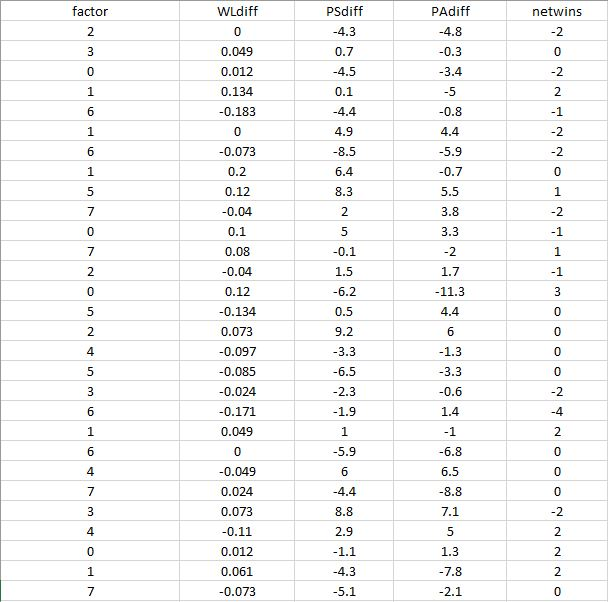 factor WLdiff PSdiff PAdiff netwins
2 0 -4.3 -4.8 -2
3 0.049 0.7 -0.3 0
0 0.012 -4.5 -3.4 -2
1 0.134 0.1 -5 2
6 -0.183 -4.4 -0.8 -1
1 0 4.9 4.4 -2
6 -0.073 -8.5 -5.9 -2
1 0.2 6.4 -0.7 0
5 0.12 8.3 5.5 1
7 -0.04 2 3.8 -2
0 0.1 5 3.3 -1
7 0.08 -0.1 -2 1
2 -0.04 1.5 1.7 -1
0 0.12 -6.2 -11.3 3
5 -0.134 0.5 4.4 0
2 0.073 9.2 6 0
4 -0.097 -3.3 -1.3 0
5 -0.085 -6.5 -3.3 0
3 -0.024 -2.3 -0.6 -2
6 -0.171 -1.9 1.4 -4
1 0.049 1 -1 2
6 0 -5.9 -6.8 0
4 -0.049 6 6.5 0
7 0.024 -4.4 -8.8 0
3 0.073 8.8 7.1 -2
4 -0.11 2.9 5 2
0 0.012 -1.1 1.3 2
1 0.061 -4.3 -7.8 2
7 -0.073 -5.1 -2.1 0